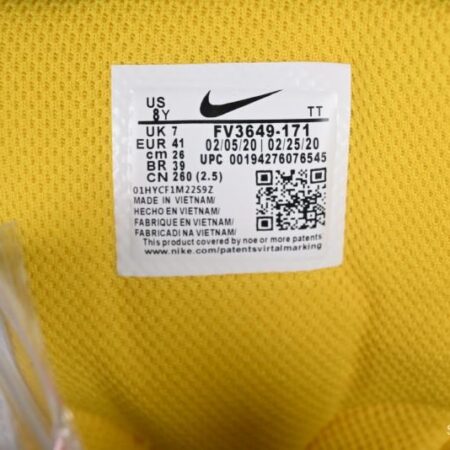 US
8Y
TT
UK 7
EUR 41
cm 26
BR 39
CN 260 (2.5)
FV3649-171
02/05/20 02/25/20
UPC 00194276076545
01HYCF1M22S9Z
MADE IN VIETNAM/
HECHO EN VIETNAM/
FABRIQUE EN VIETNAM/
FABRICADI NA VIETNAM/
This product covered by noe or more patents
www.nike.com/patentsvirtalmarking